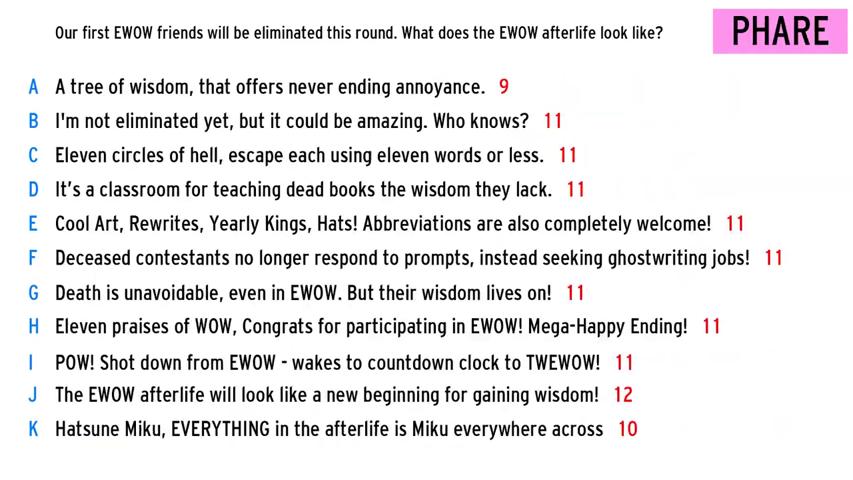 Our first EWOW friends will be eliminated this round. What does the EWOW afterlife look like?
PHARE
A A tree of wisdom, that offers never ending annoyance. 9
B I'm not eliminated yet, but it could be amazing. Who knows? 11
C Eleven circles of hell, escape each using eleven words or less. 11
D It’s a classroom for teaching dead books the wisdom they lack. 11
E Cool Art, Rewrites, Yearly Kings, Hats! Abbreviations are also completely welcome! 11
F Deceased contestants no longer respond to prompts, instead seeking ghostwriting jobs! 11
G Death is unavoidable, even in EWOW. But their wisdom lives on! 11
H Eleven praises of WOW, Congrats for participating in EWOW! Mega-Happy Ending! 11
I POW! Shot down from EWOW - wakes to countdown clock to TWEWOW! 11
J The EWOW afterlife will look like a new beginning for gaining wisdom! 12
K Hatsune Miku, EVERYTHING in the afterlife is Miku everywhere across 10